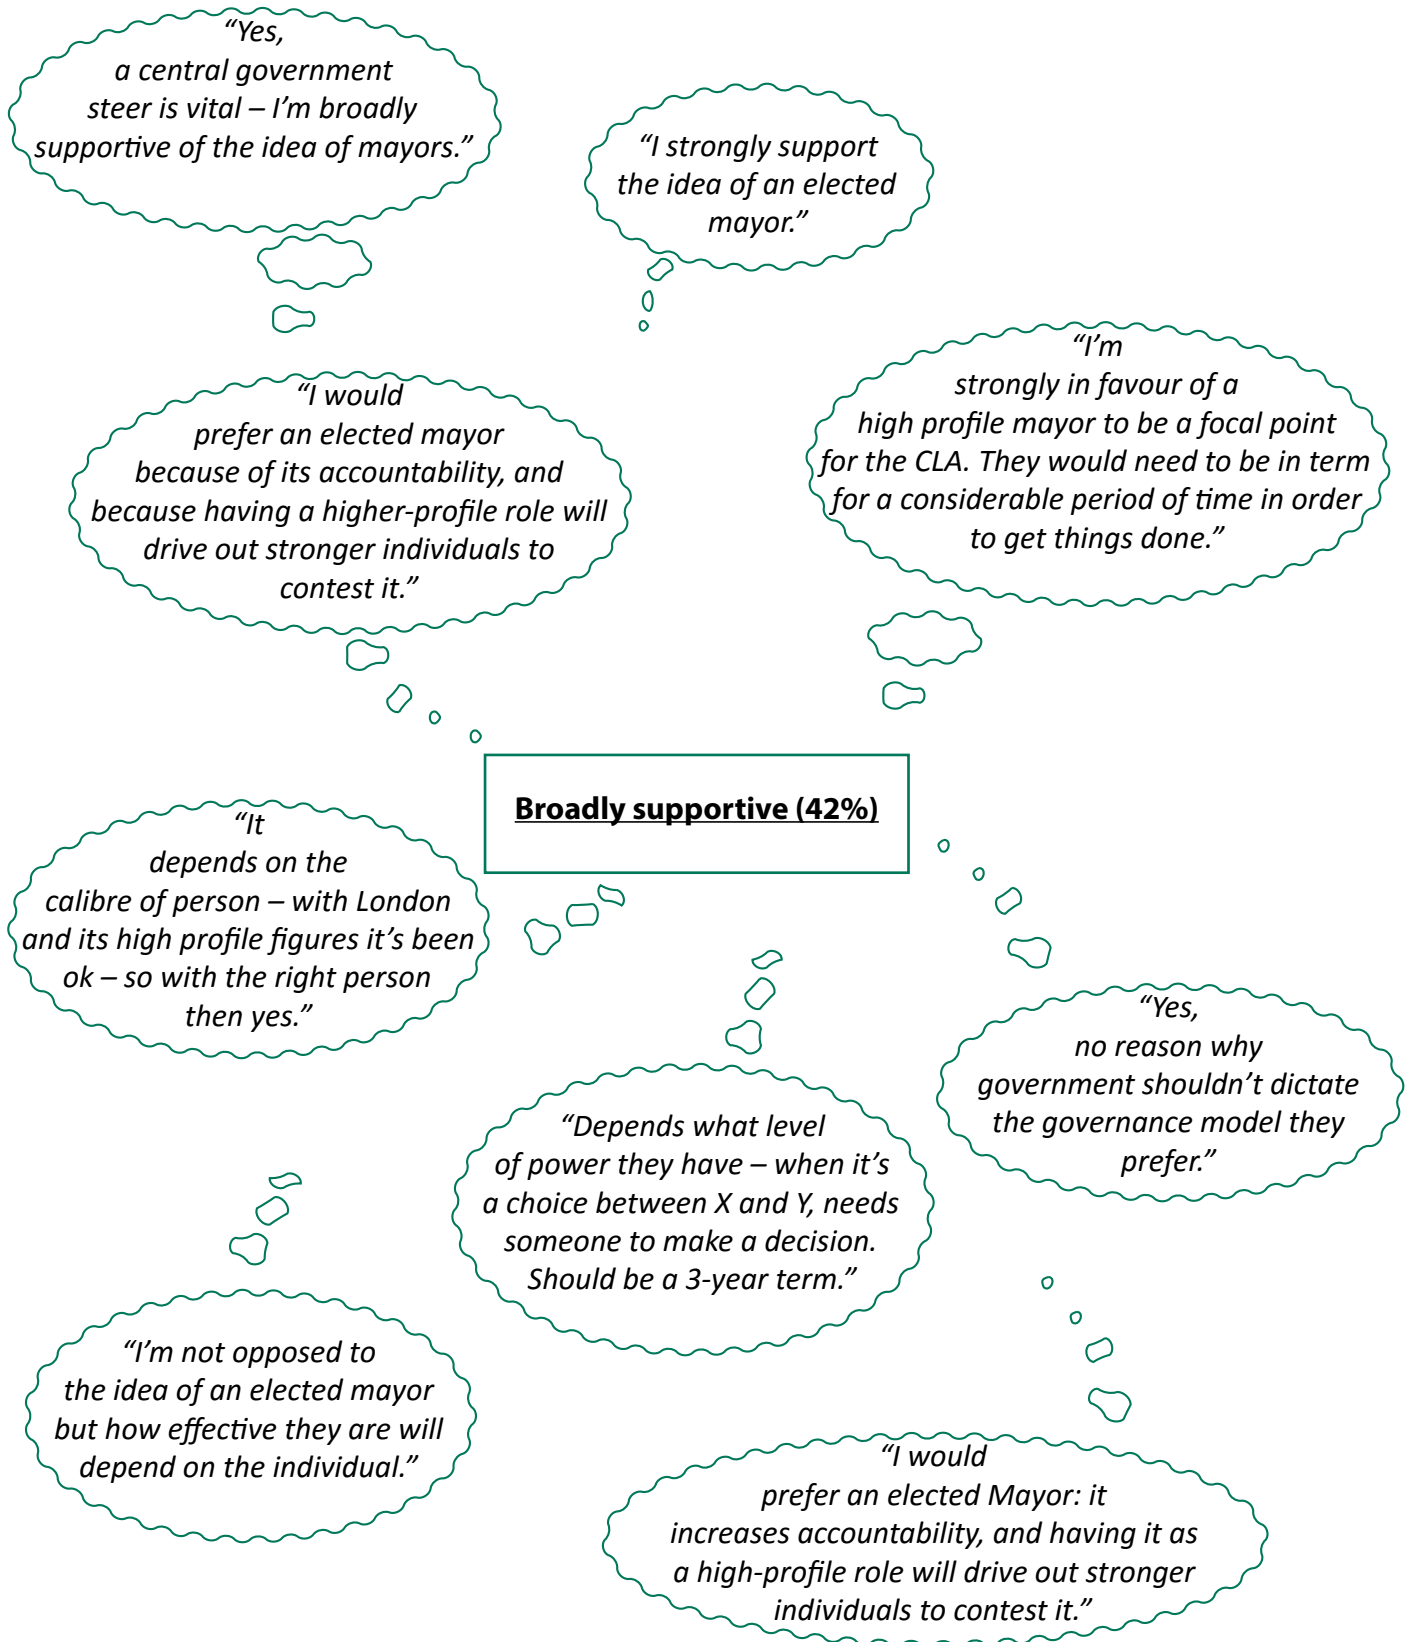 “Yes,
a central government
steer is vital – I’m broadly
supportive of the idea of mayors.”
“I strongly support
the idea of an elected
mayor.”
“I would
prefer an elected mayor
because of its accountability, and
because having a higher-profile role will
drive out stronger individuals to
contest it.”
“I’m
strongly in favour of a
high profile mayor to be a focal point
for the CLA. They would need to be in term
for a considerable period of time in order
to get things done.”
Broadly supportive (42%)
“It
depends on the
calibre of person – with London
and its high profile figures it’s been
ok – so with the right person
then yes.”
“Yes,
no reason why
government shouldn’t dictate
the governance model they
prefer.”
“Depends what level
of power they have – when it’s
a choice between X and Y, needs
someone to make a decision.
Should be a 3-year term.”
“I’m not opposed to
the idea of an elected mayor
but how effective they are will
depend on the individual.”
“I would
prefer an elected Mayor: it
increases accountability, and having it as
a high-profile role will drive out stronger
individuals to contest it.”